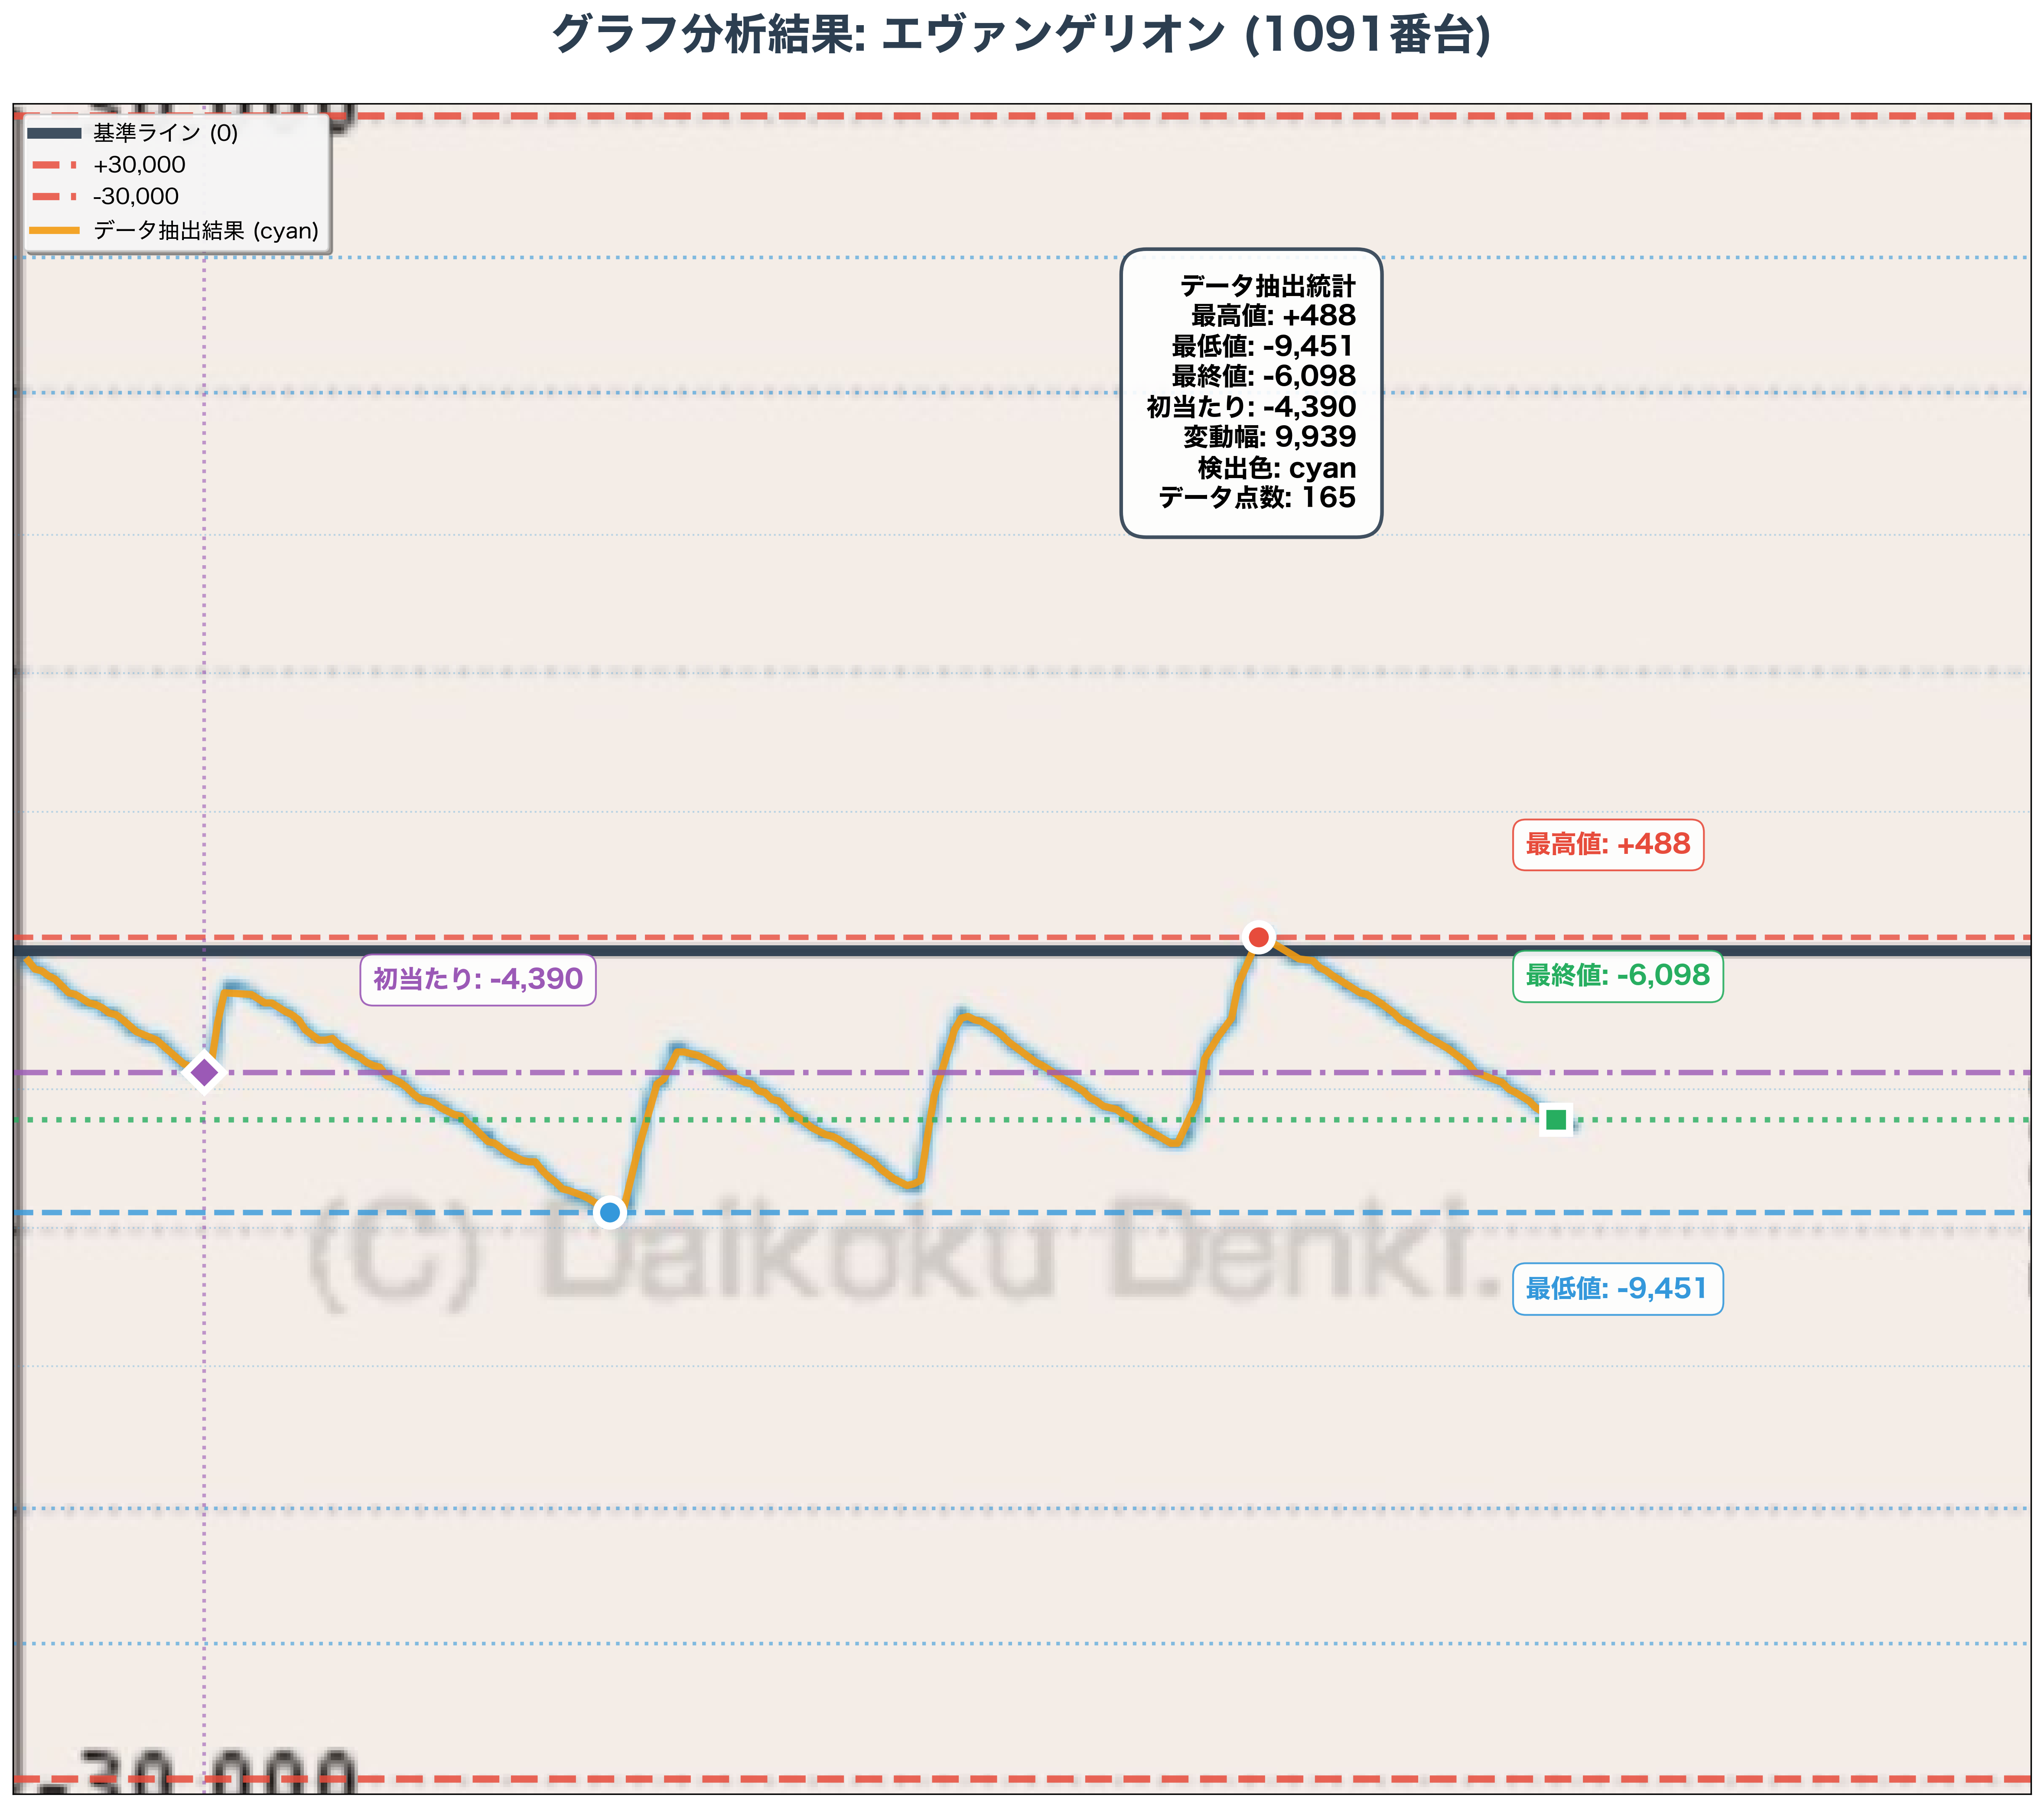 グラフ分析結果: エヴァンゲリオン (1091番台)
基準ライン (0)
+30,000
-30,000
データ抽出結果 (cyan)
データ抽出統計
最高値: +488
最低値: -9,451
最終値: -6,098
初当たり: -4,390
変動幅: 9,939
検出色: cyan
データ点数: 165
最高値: +488
初当たり: -4,390
最終値: -6,098
(C) Daikoku Denki.
最低値: -9,451
-30,000